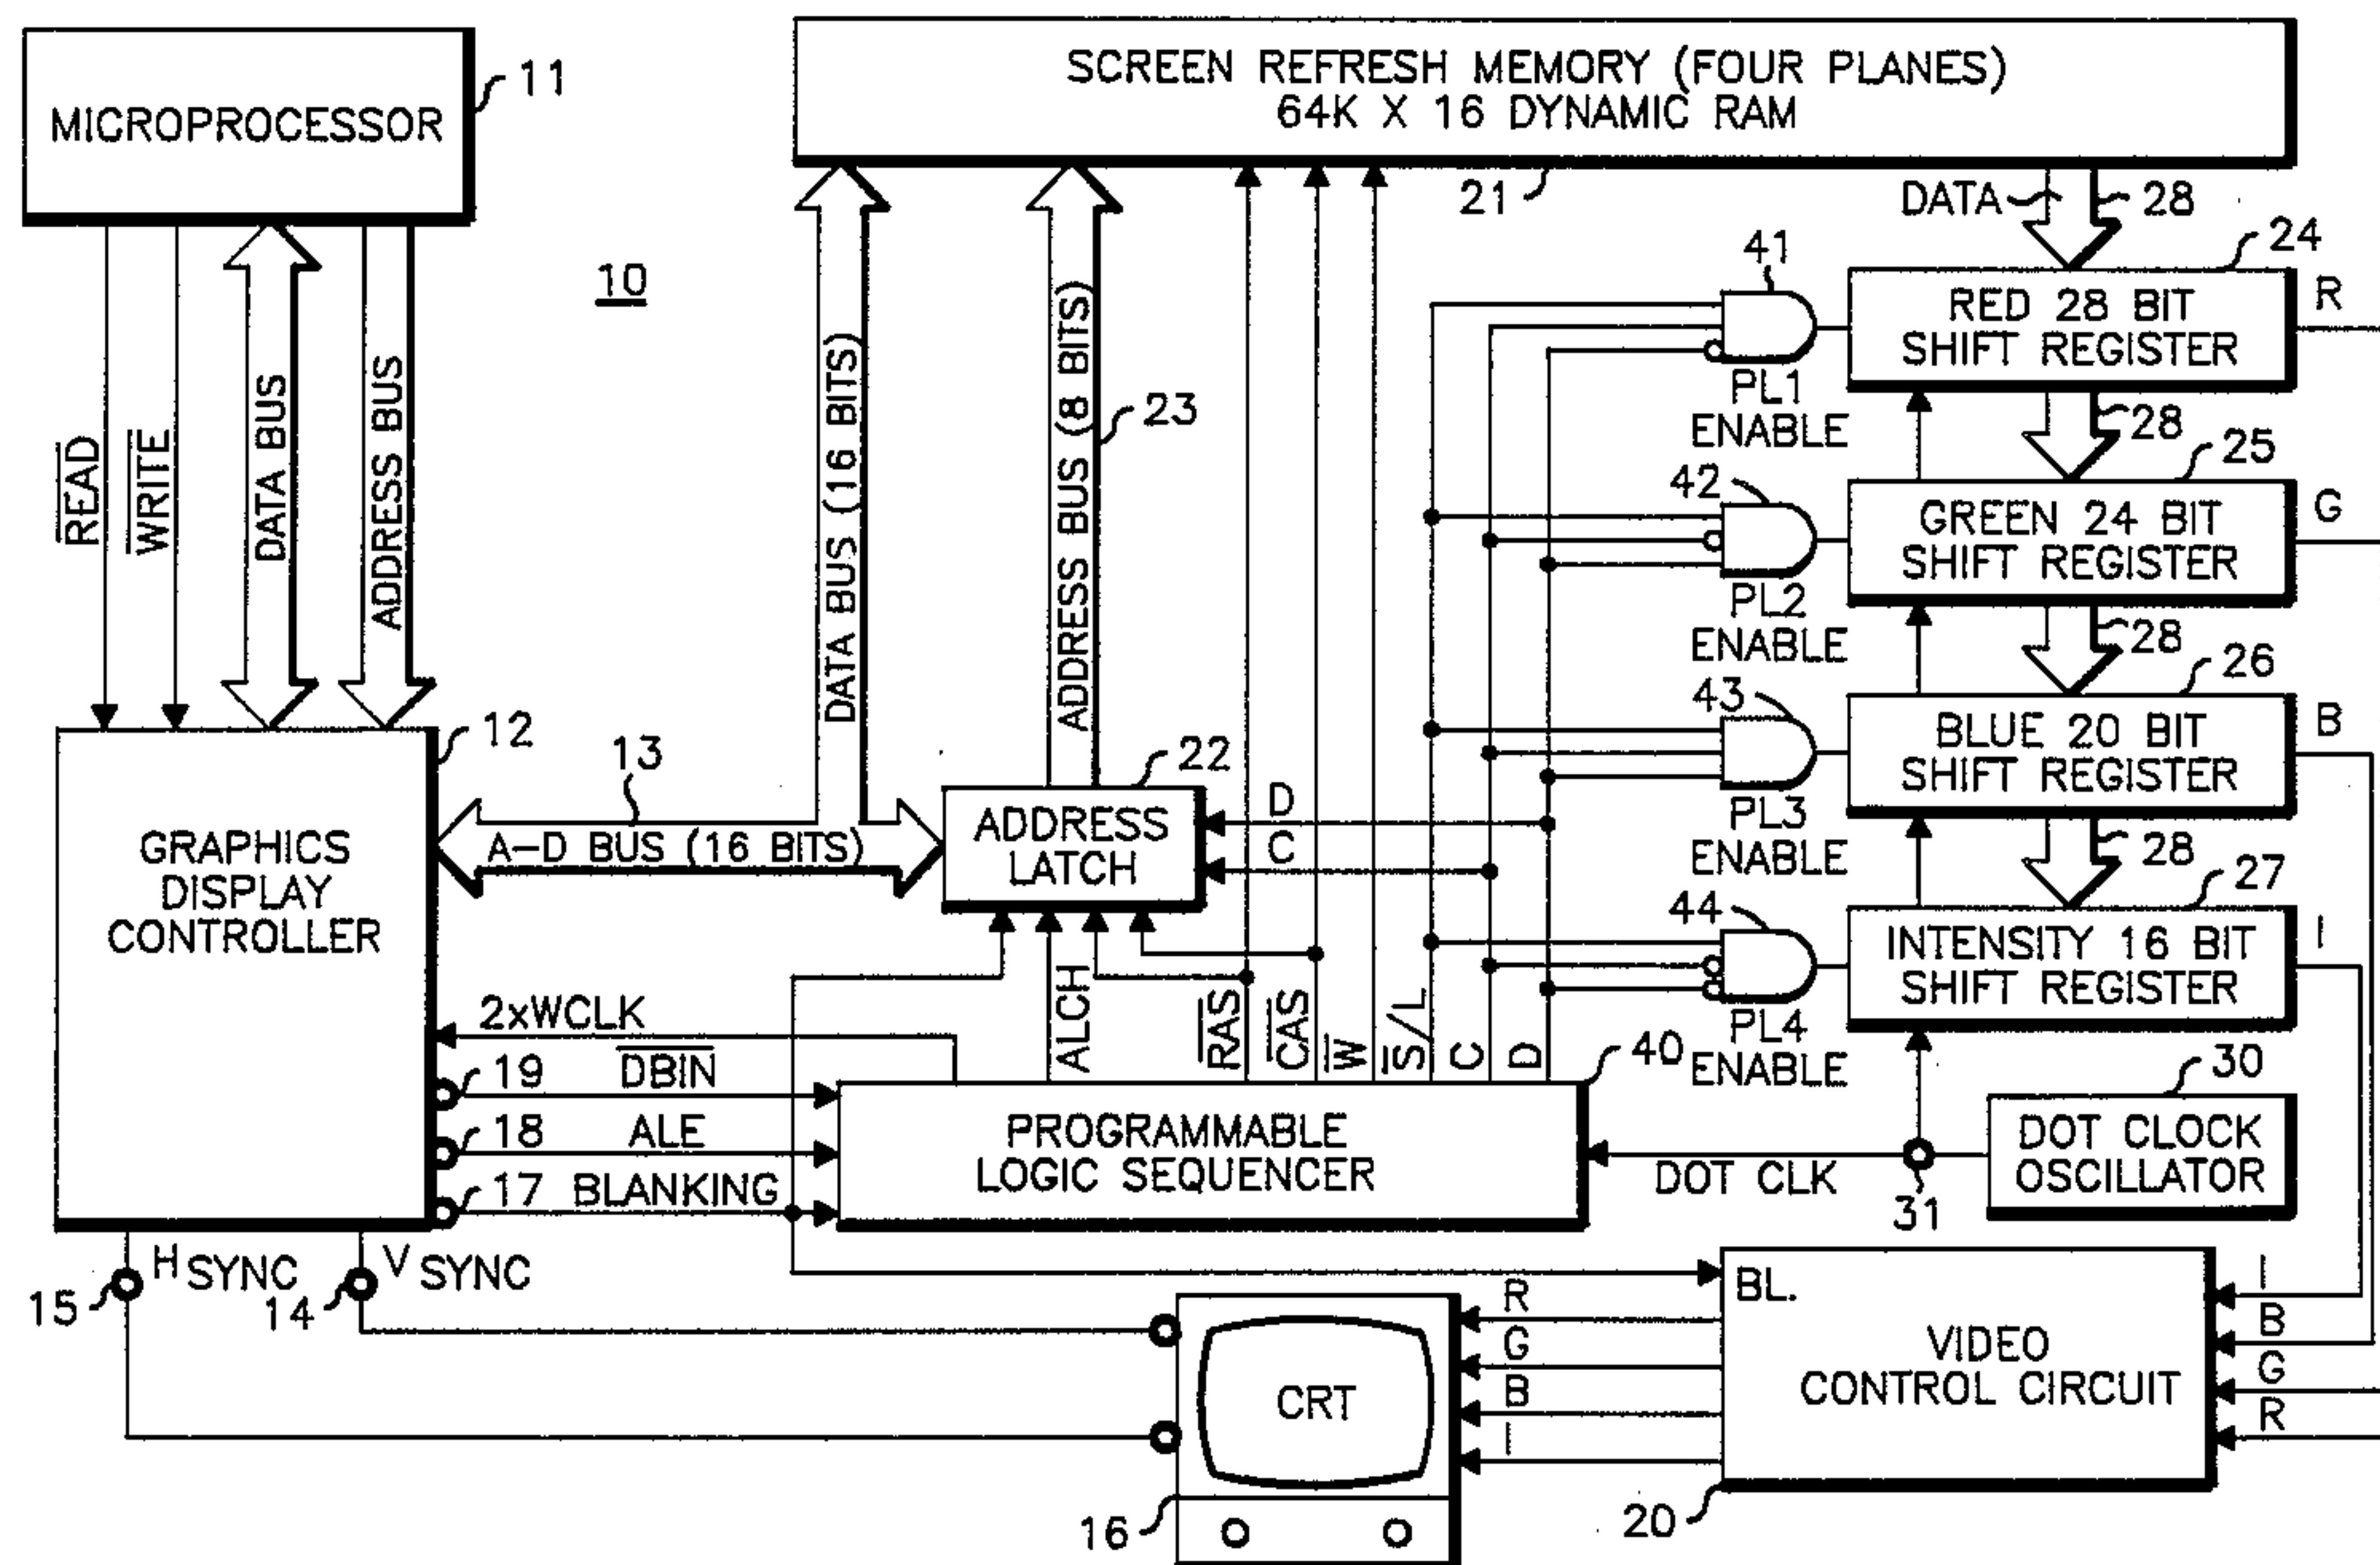 SCREEN REFRESH MEMORY (FOUR PLANES)
64K X 16 DYNAMIC RAM
MICROPROCESSOR
11
21
DATA
28
10
READ
WRITE
DATA BUS
ADDRESS BUS
DATA BUS (16 BITS)
ADDRESS BUS (8 BITS)
23
41
PL1
ENABLE
24
RED 28 BIT
SHIFT REGISTER
R
28
42
PL2
ENABLE
25
GREEN 24 BIT
SHIFT REGISTER
G
28
43
PL3
ENABLE
26
BLUE 20 BIT
SHIFT REGISTER
B
28
44
PL4
ENABLE
27
INTENSITY 16 BIT
SHIFT REGISTER
I
12
GRAPHICS
DISPLAY
CONTROLLER
13
A-D BUS (16 BITS)
22
ADDRESS
LATCH
D
C
2xWCLK
ALCH
RAS
CAS
W
S/L
C
D
40
19
DBIN
18
ALE
17
BLANKING
PROGRAMMABLE
LOGIC SEQUENCER
DOT CLK
31
30
DOT CLOCK
OSCILLATOR
H SYNC
15
V SYNC
14
CRT
16
R
G
B
I
BL.
VIDEO
CONTROL CIRCUIT
20
I
B
G
R